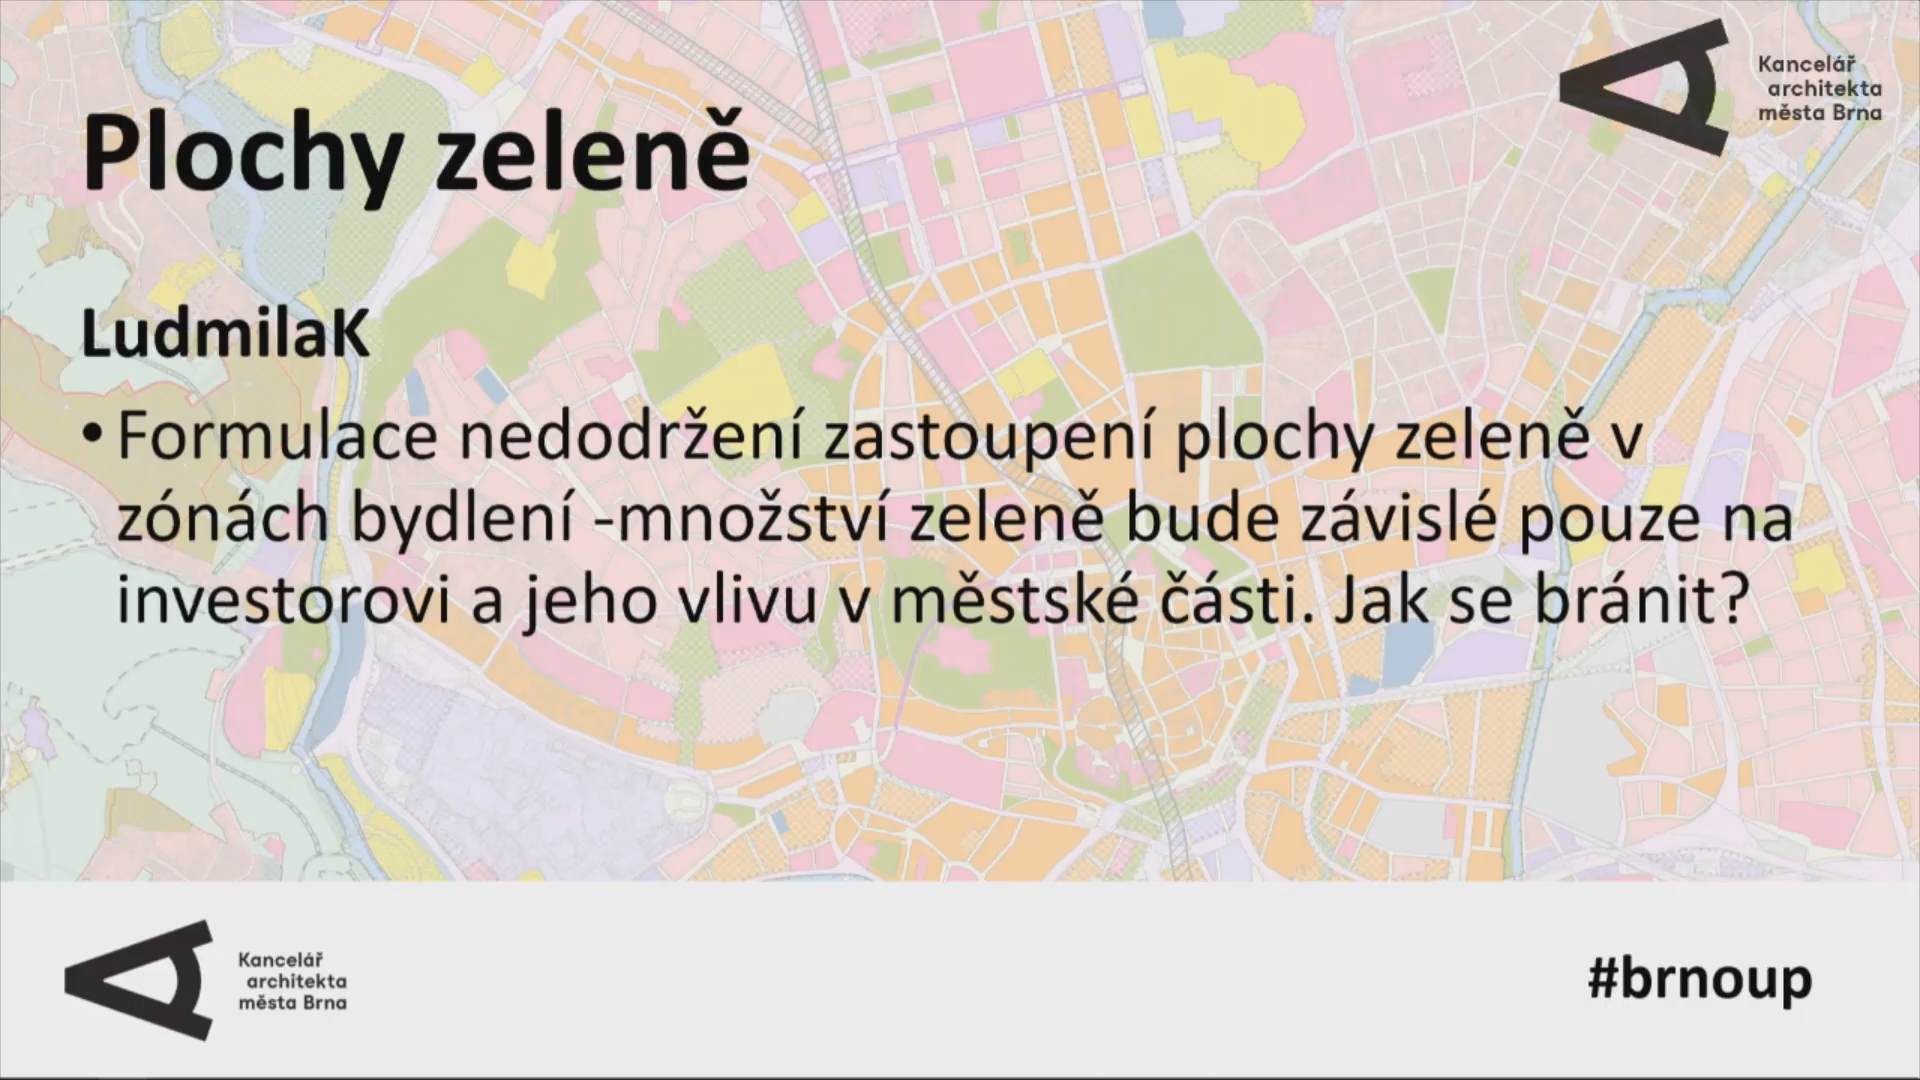 Kancelář
architekta
města Brna
Plochy zeleně
LudmilaK
• Formulace nedodržení zastoupení plochy zeleně v
zónách bydlení -množství zeleně bude závislé pouze na
investorovi a jeho vlivu v městské části. Jak se bránit?
Kancelář
architekta
města Brna
#brnoup